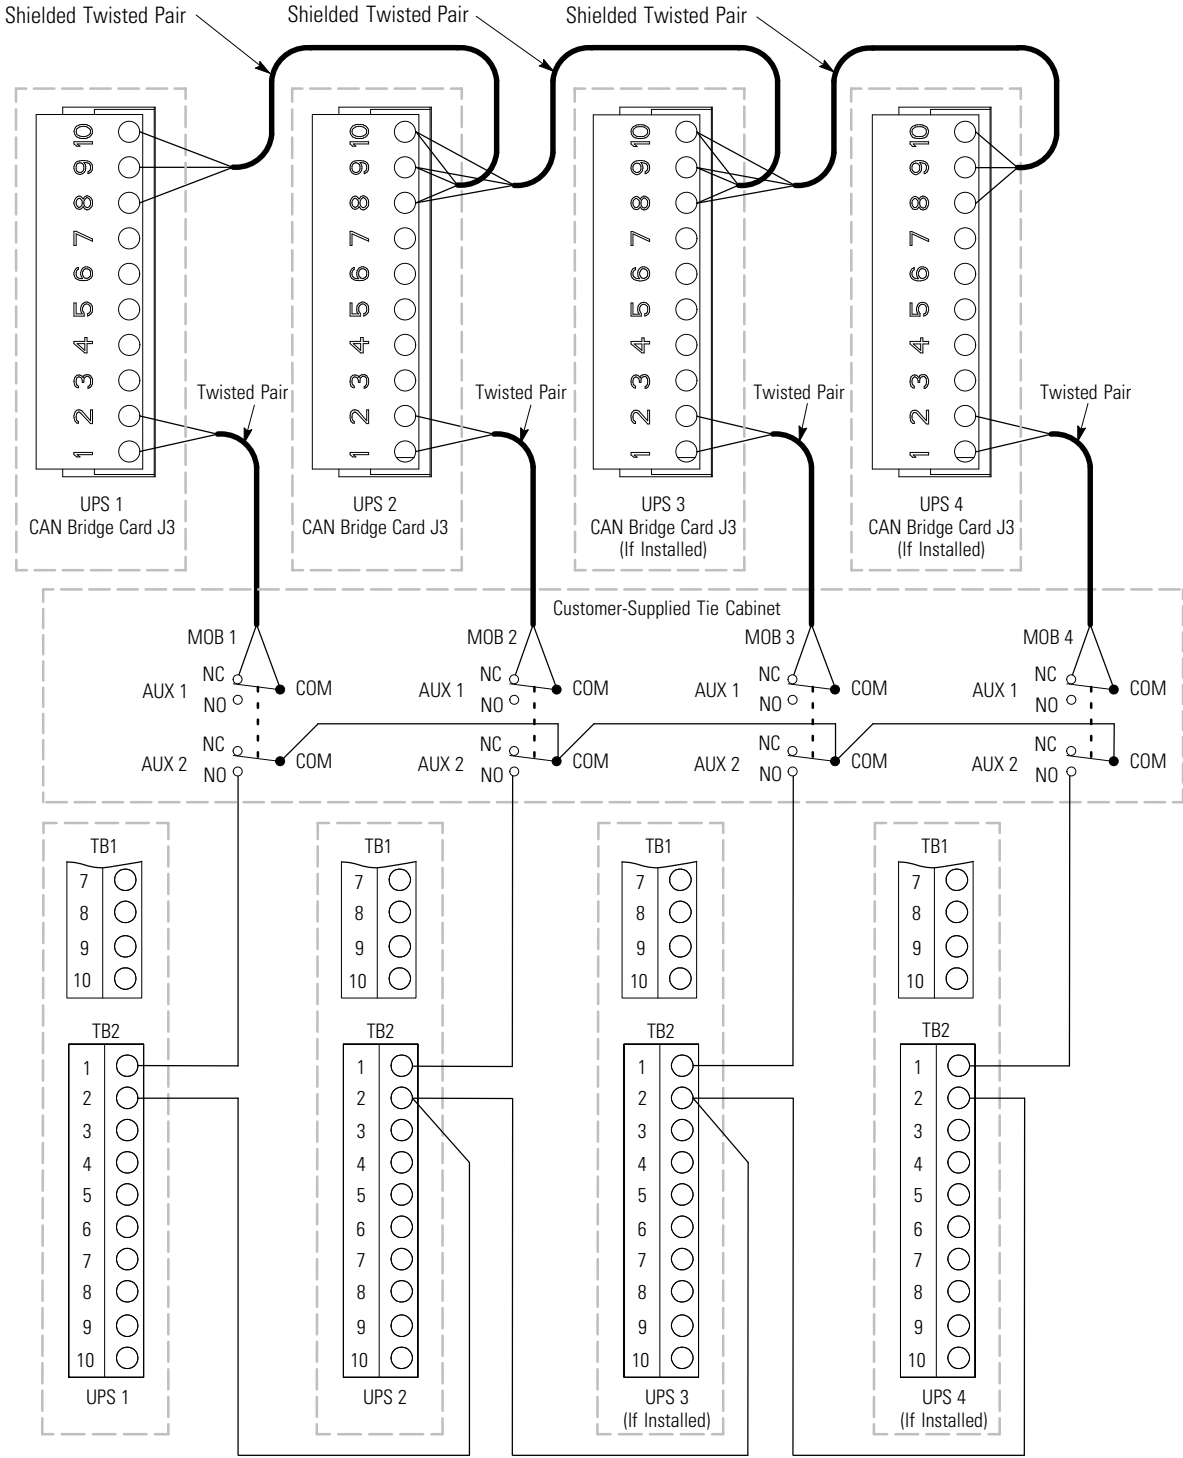 Shielded Twisted Pair
Shielded Twisted Pair
Shielded Twisted Pair
10
9
8
7
6
5
4
3
2
1
10
9
8
7
6
5
4
3
2
1
10
9
8
7
6
5
4
3
2
1
10
9
8
7
6
5
4
3
2
1
Twisted Pair
Twisted Pair
Twisted Pair
Twisted Pair
UPS 1
CAN Bridge Card J3
UPS 2
CAN Bridge Card J3
UPS 3
CAN Bridge Card J3
(If Installed)
UPS 4
CAN Bridge Card J3
(If Installed)
Customer-Supplied Tie Cabinet
MOB 1
NC
AUX 1
COM
NO
NC
AUX 2
COM
NO
MOB 2
NC
AUX 1
COM
NO
NC
AUX 2
COM
NO
MOB 3
NC
AUX 1
COM
NO
NC
AUX 2
COM
NO
MOB 4
NC
AUX 1
COM
NO
NC
AUX 2
COM
NO
TB1
7
8
9
10
TB2
1
2
3
4
5
6
7
8
9
10
UPS 1
TB1
7
8
9
10
TB2
1
2
3
4
5
6
7
8
9
10
UPS 2
TB1
7
8
9
10
TB2
1
2
3
4
5
6
7
8
9
10
UPS 3
(If Installed)
TB1
7
8
9
10
TB2
1
2
3
4
5
6
7
8
9
10
UPS 4
(If Installed)